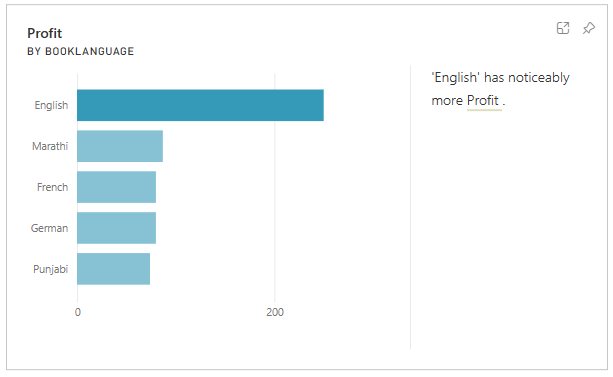 Profit
BY BOOKLANGUAGE
English
Marathi
French
German
Punjabi
0
200
'English' has noticeably
more Profit .